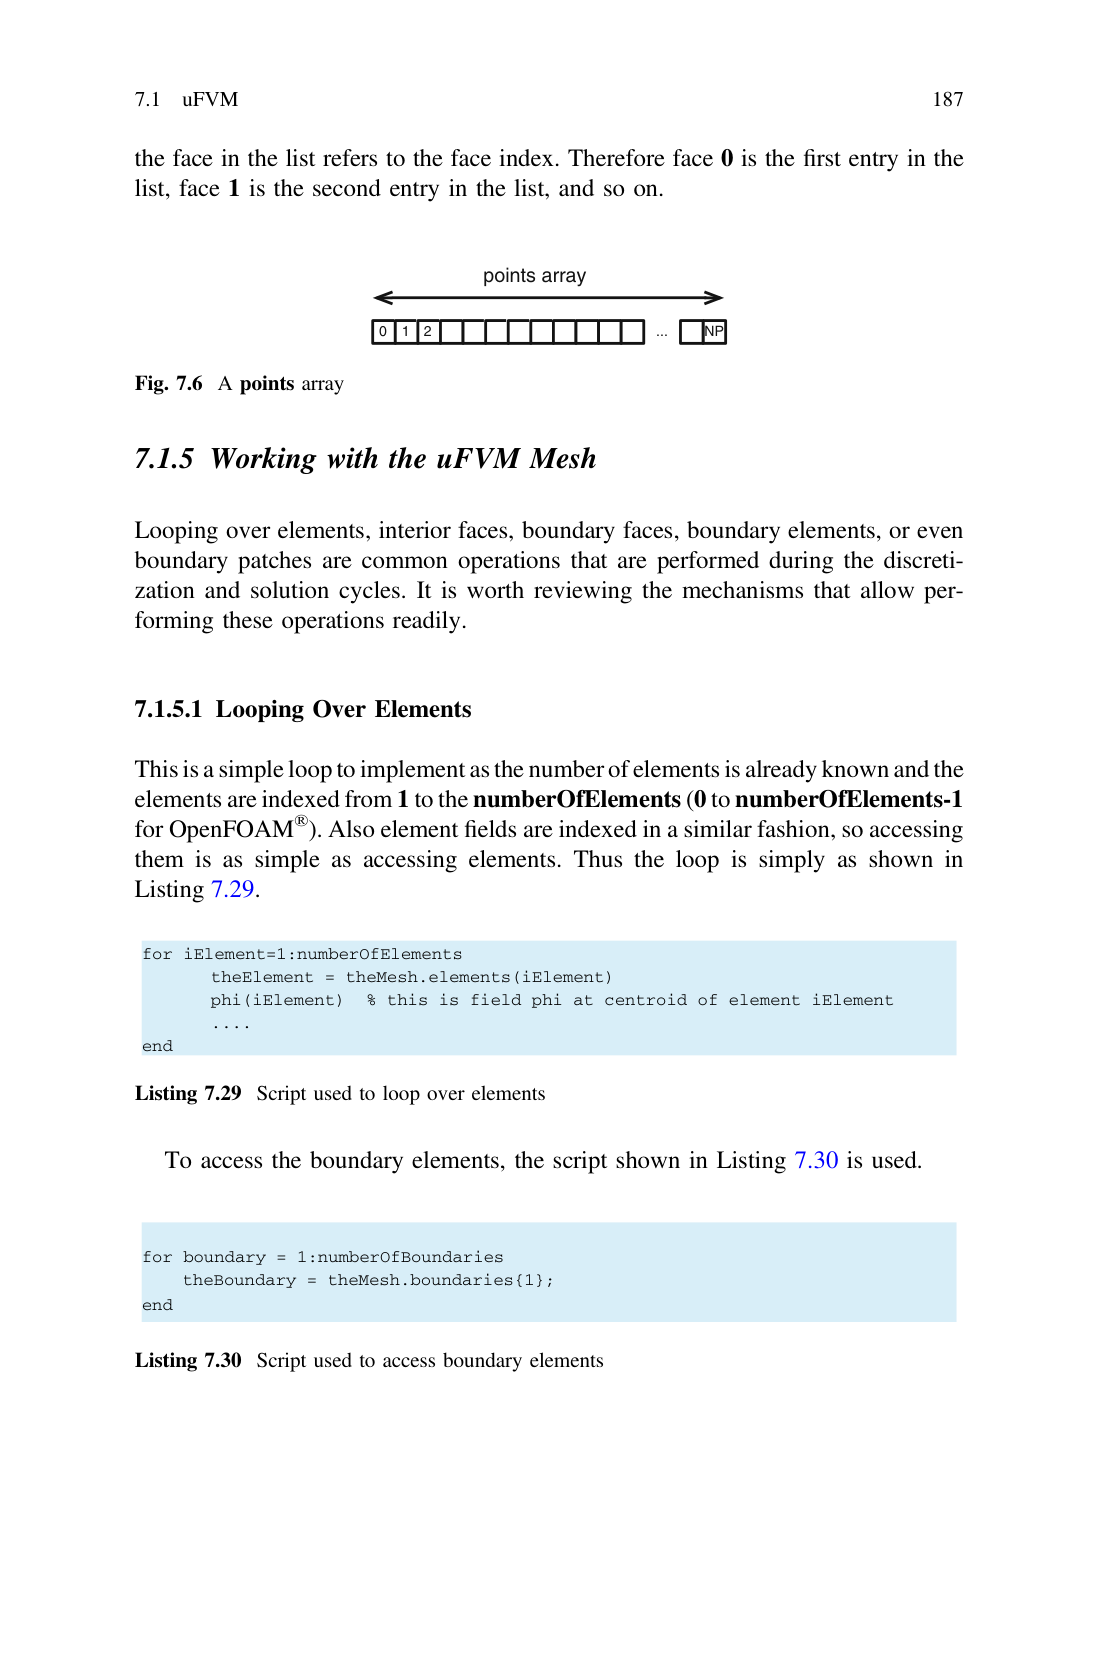 7.1 uFVM 187
the face in the list refers to the face index. Therefore face 0 is the first entry in the
list, face 1 is the second entry in the list, and so on.
points array
0 1 2 ... NP
Fig. 7.6 A points array
7.1.5 Working with the uFVM Mesh
Looping over elements, interior faces, boundary faces, boundary elements, or even
boundary patches are common operations that are performed during the discreti-
zation and solution cycles. It is worth reviewing the mechanisms that allow per-
forming these operations readily.
7.1.5.1 Looping Over Elements
This is a simple loop to implement as the number of elements is already known and the
elements are indexed from 1 to the numberOfElements (0 to numberOfElements-1
for OpenFOAM®). Also element fields are indexed in a similar fashion, so accessing
them is as simple as accessing elements. Thus the loop is simply as shown in
Listing 7.29.
for iElement=1:numberOfElements
theElement = theMesh.elements(iElement)
phi(iElement) % this is field phi at centroid of element iElement
....
end
Listing 7.29 Script used to loop over elements
To access the boundary elements, the script shown in Listing 7.30 is used.
for boundary = 1:numberOfBoundaries
theBoundary = theMesh.boundaries{1};
end
Listing 7.30 Script used to access boundary elements